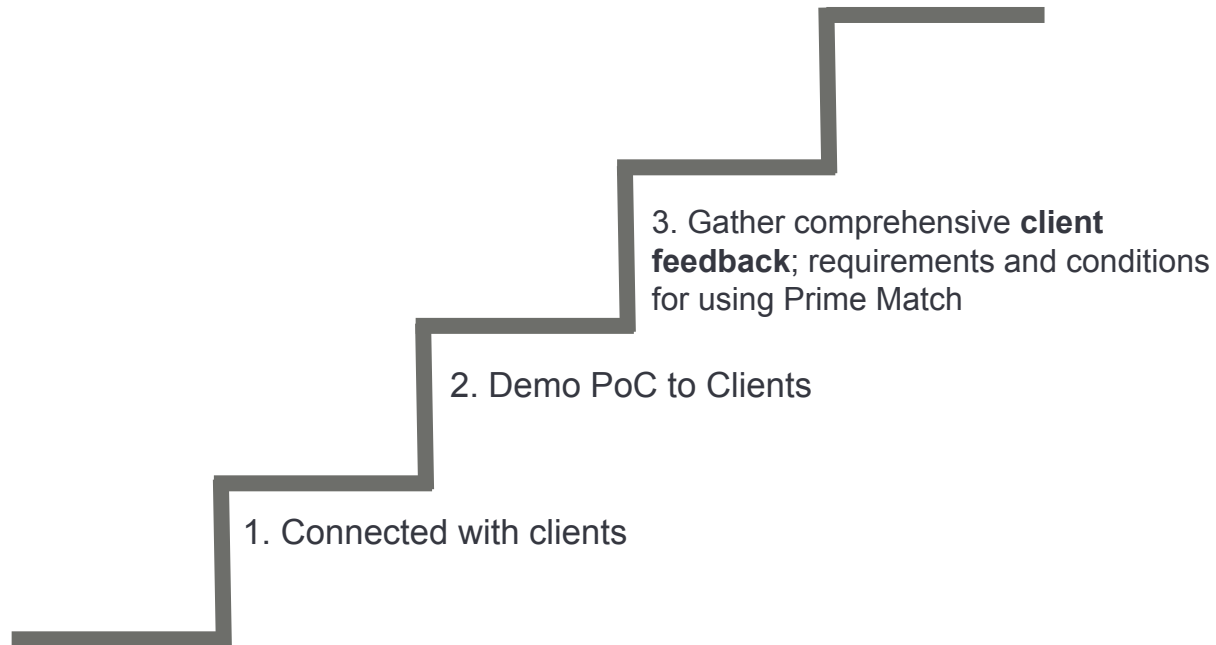 3. Gather comprehensive client
feedback; requirements and conditions
for using Prime Match
2. Demo PoC to Clients
1. Connected with clients